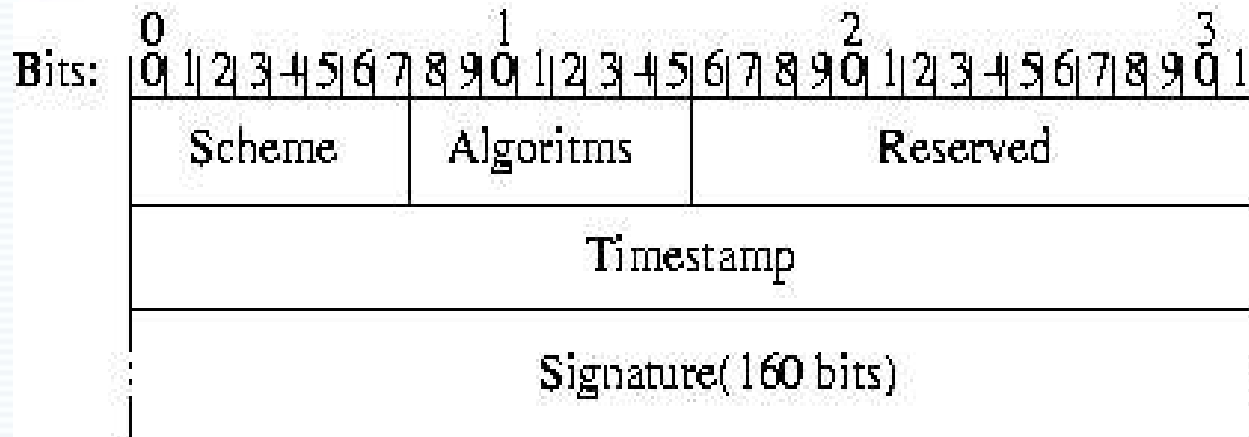 0 1 2 3
Bits: 0 1 2 3 4 5 6 7 8 9 0 1 2 3 4 5 6 7 8 9 0 1 2 3 4 5 6 7 8 9 0 1
Scheme Algoritms Reserved
Timestamp
Signature(160 bits)